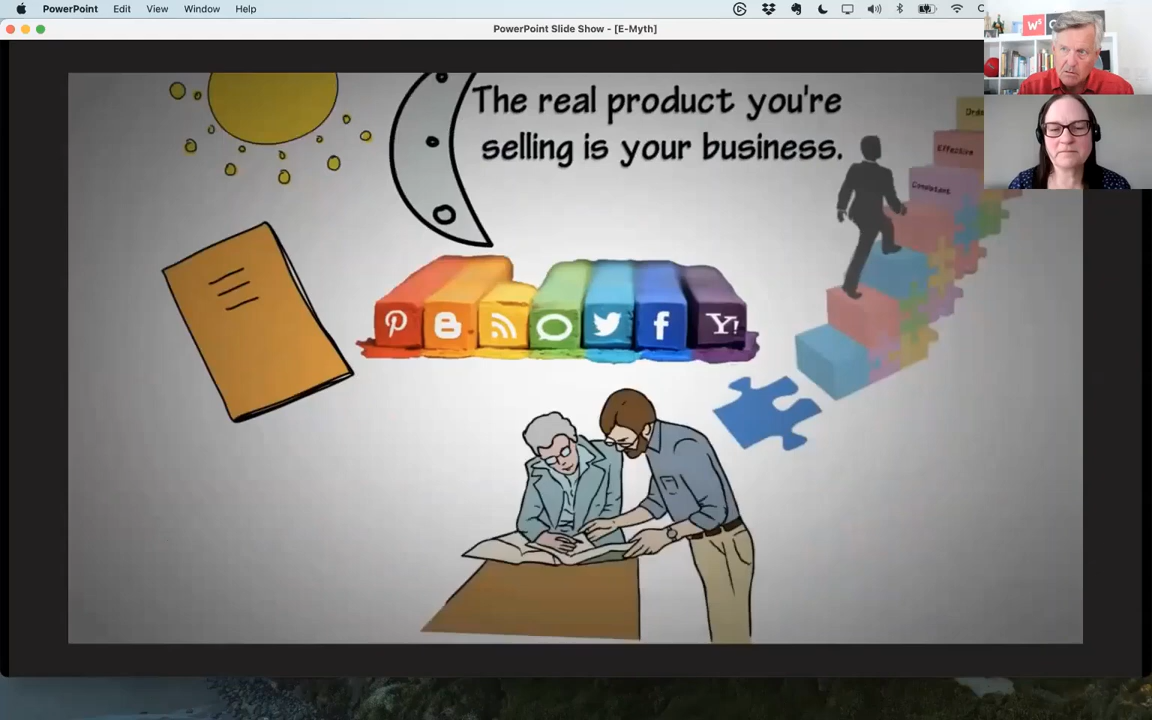 PowerPoint Edit View Window Help
PowerPoint Slide Show - [E-Myth]
The real product you're
selling is your business.
Effective
Consistent
Y!